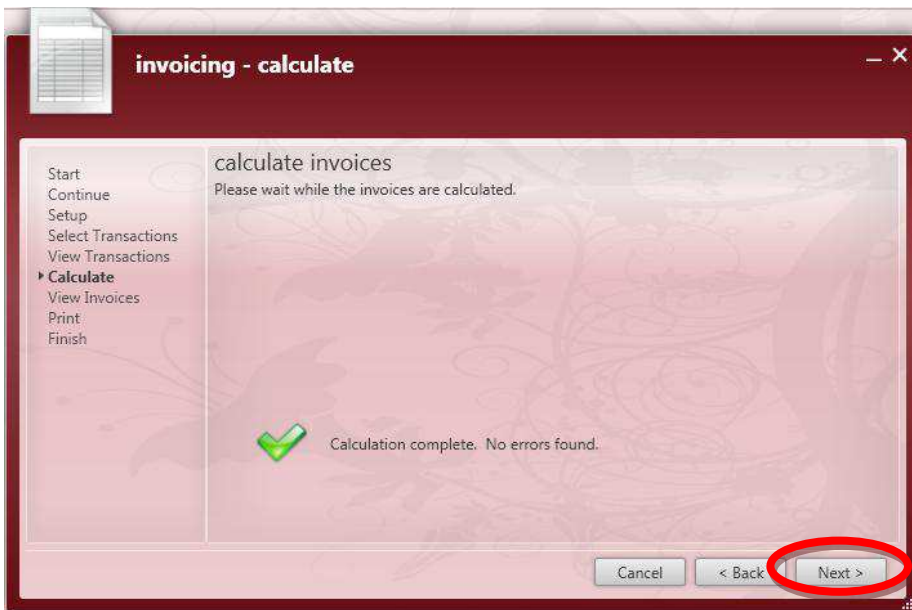 invoicing - calculate
Start
Continue
Setup
Select Transactions
View Transactions
Calculate
View Invoices
Print
Finish
calculate invoices
Please wait while the invoices are calculated.
Calculation complete. No errors found.
Cancel
< Back
Next >